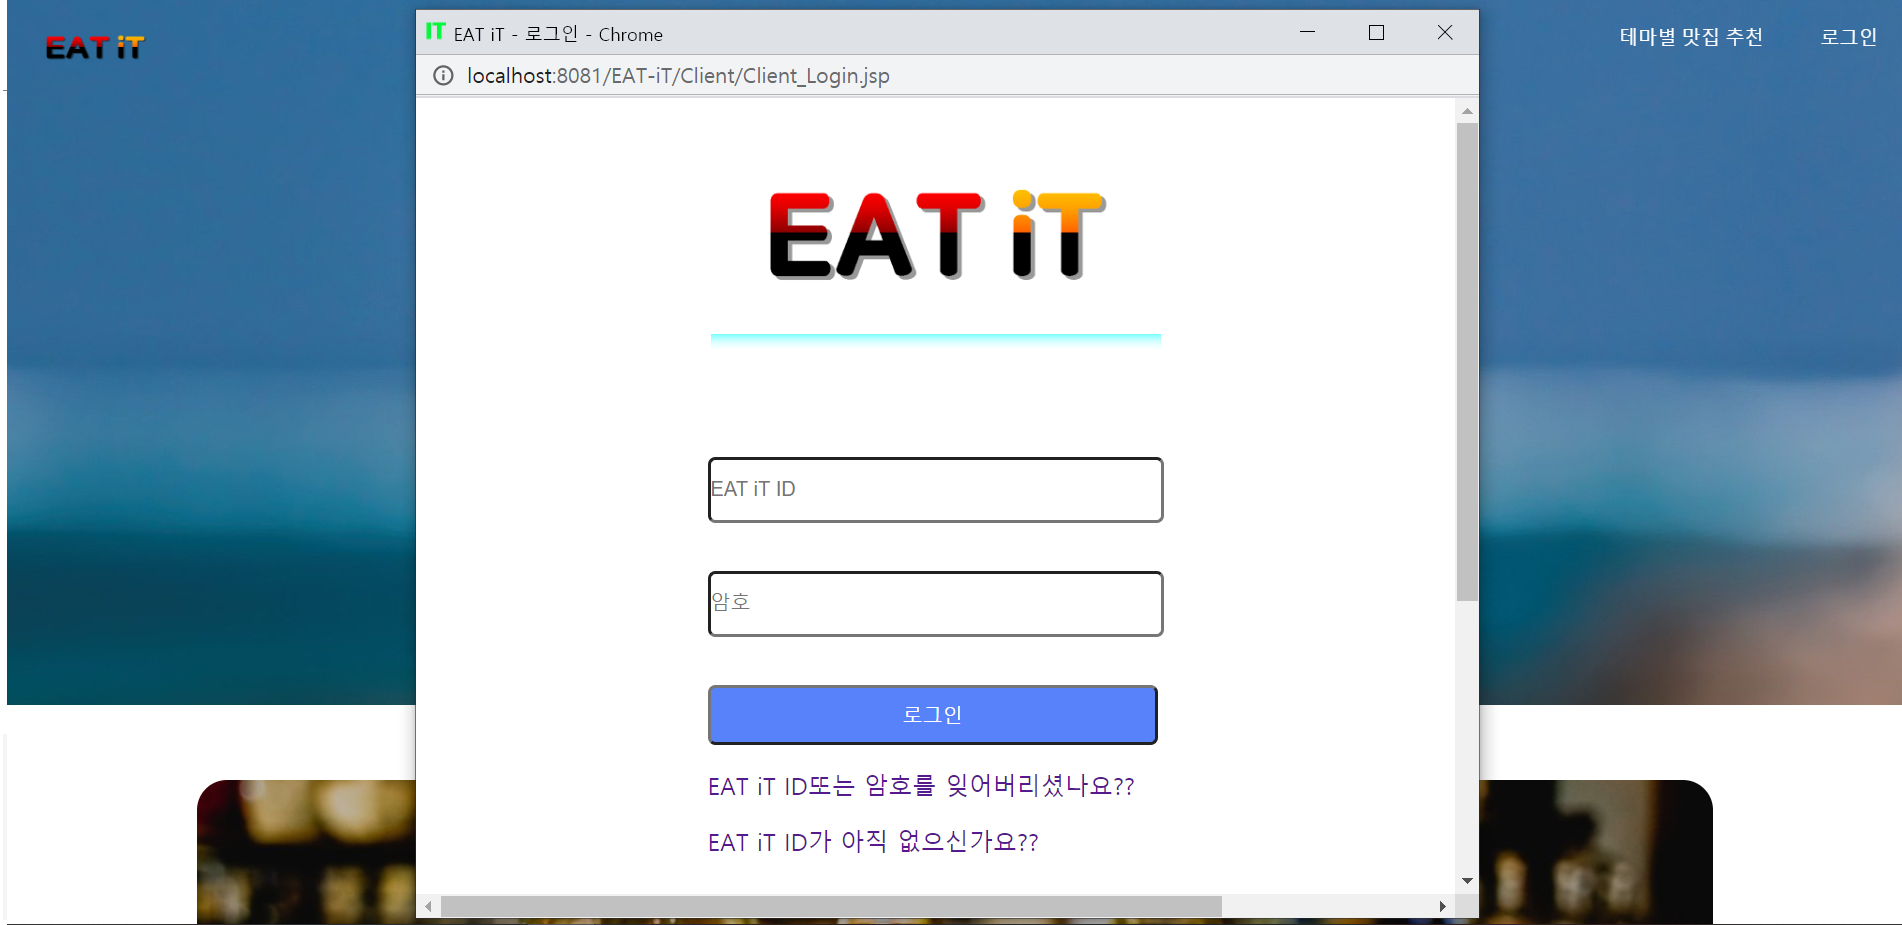 EAT iT
테마별 맛집 추천
로그인
IT EAT iT - 로그인 - Chrome
localhost:8081/EAT-iT/Client/Client_Login.jsp
EAT iT
EAT iT ID
암호
로그인
EAT iT ID또는 암호를 잊어버리셨나요??
EAT iT ID가 아직 없으신가요??